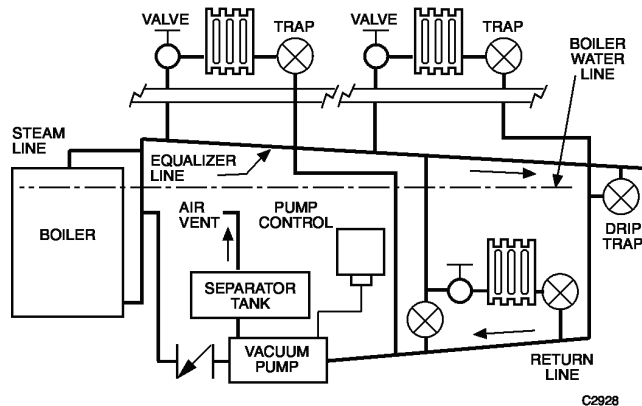 VALVE
TRAP
VALVE
TRAP
BOILER
WATER
LINE
STEAM
LINE
EQUALIZER
LINE
AIR
VENT
PUMP
CONTROL
BOILER
DRIP
TRAP
SEPARATOR
TANK
VACUUM
PUMP
RETURN
LINE
C2928